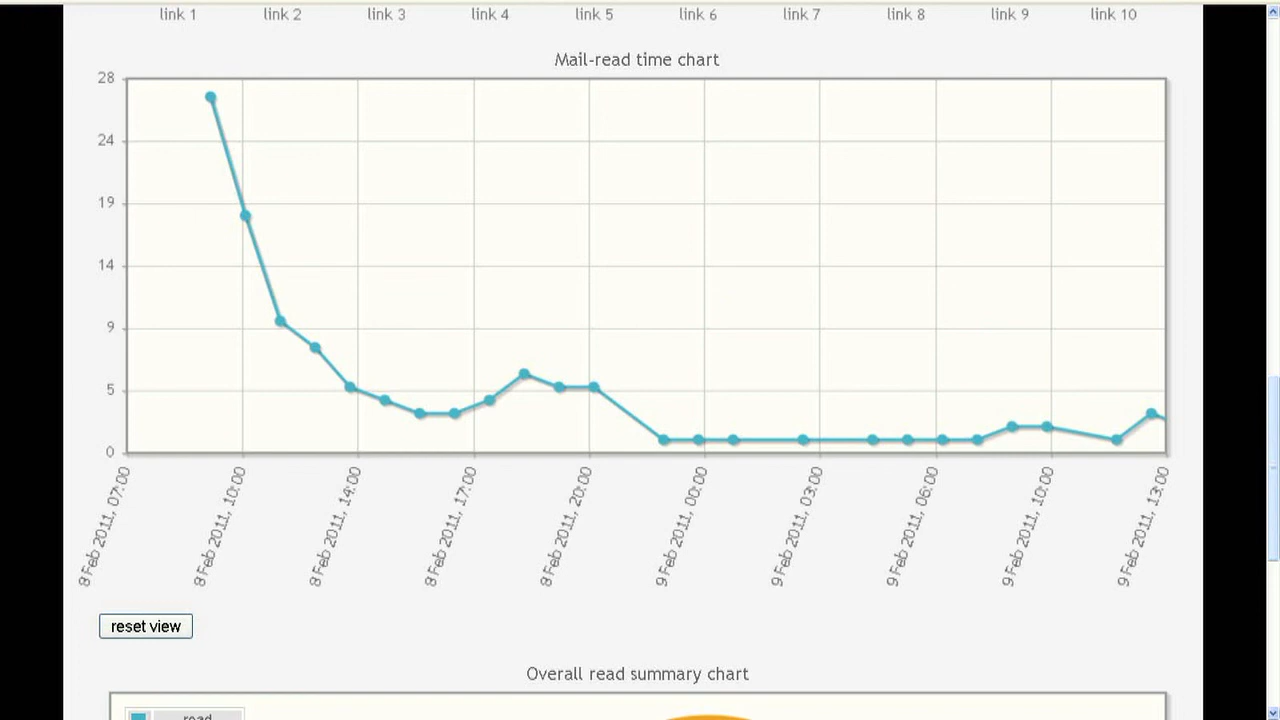 link 1 link 2 link 3 link 4 link 5 link 6 link 7 link 8 link 9 link 10
Mail-read time chart
28
24
19
14
9
5
0
8 Feb 2011, 07:00
8 Feb 2011, 10:00
8 Feb 2011, 14:00
8 Feb 2011, 17:00
8 Feb 2011, 20:00
9 Feb 2011, 00:00
9 Feb 2011, 03:00
9 Feb 2011, 06:00
9 Feb 2011, 10:00
9 Feb 2011, 13:00
reset view
Overall read summary chart
read